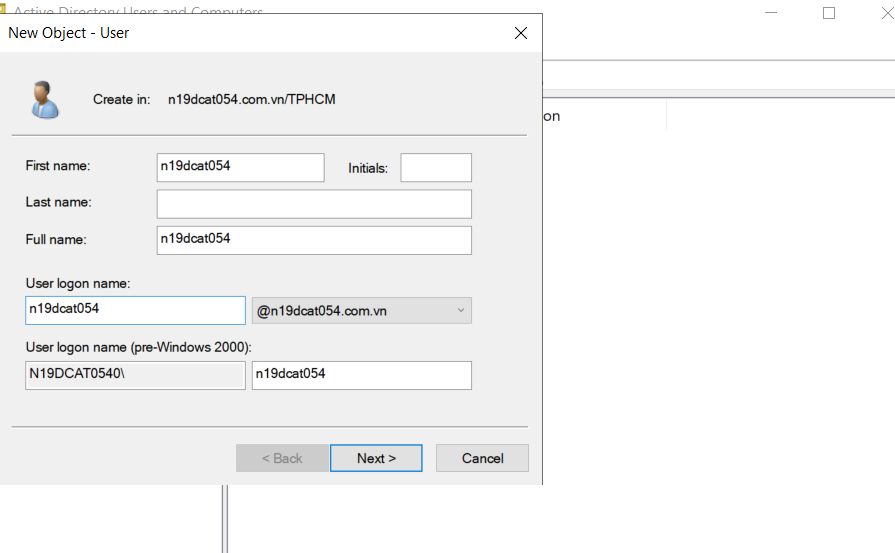 Active Directory Users and Computers
New Object - User
Create in: n19dcat054.com.vn/TPHCM
on
First name: n19dcat054 Initials:
Last name:
Full name: n19dcat054
User logon name:
n19dcat054 @n19dcat054.com.vn
User logon name (pre-Windows 2000):
N19DCAT0540\ n19dcat054
< Back Next > Cancel